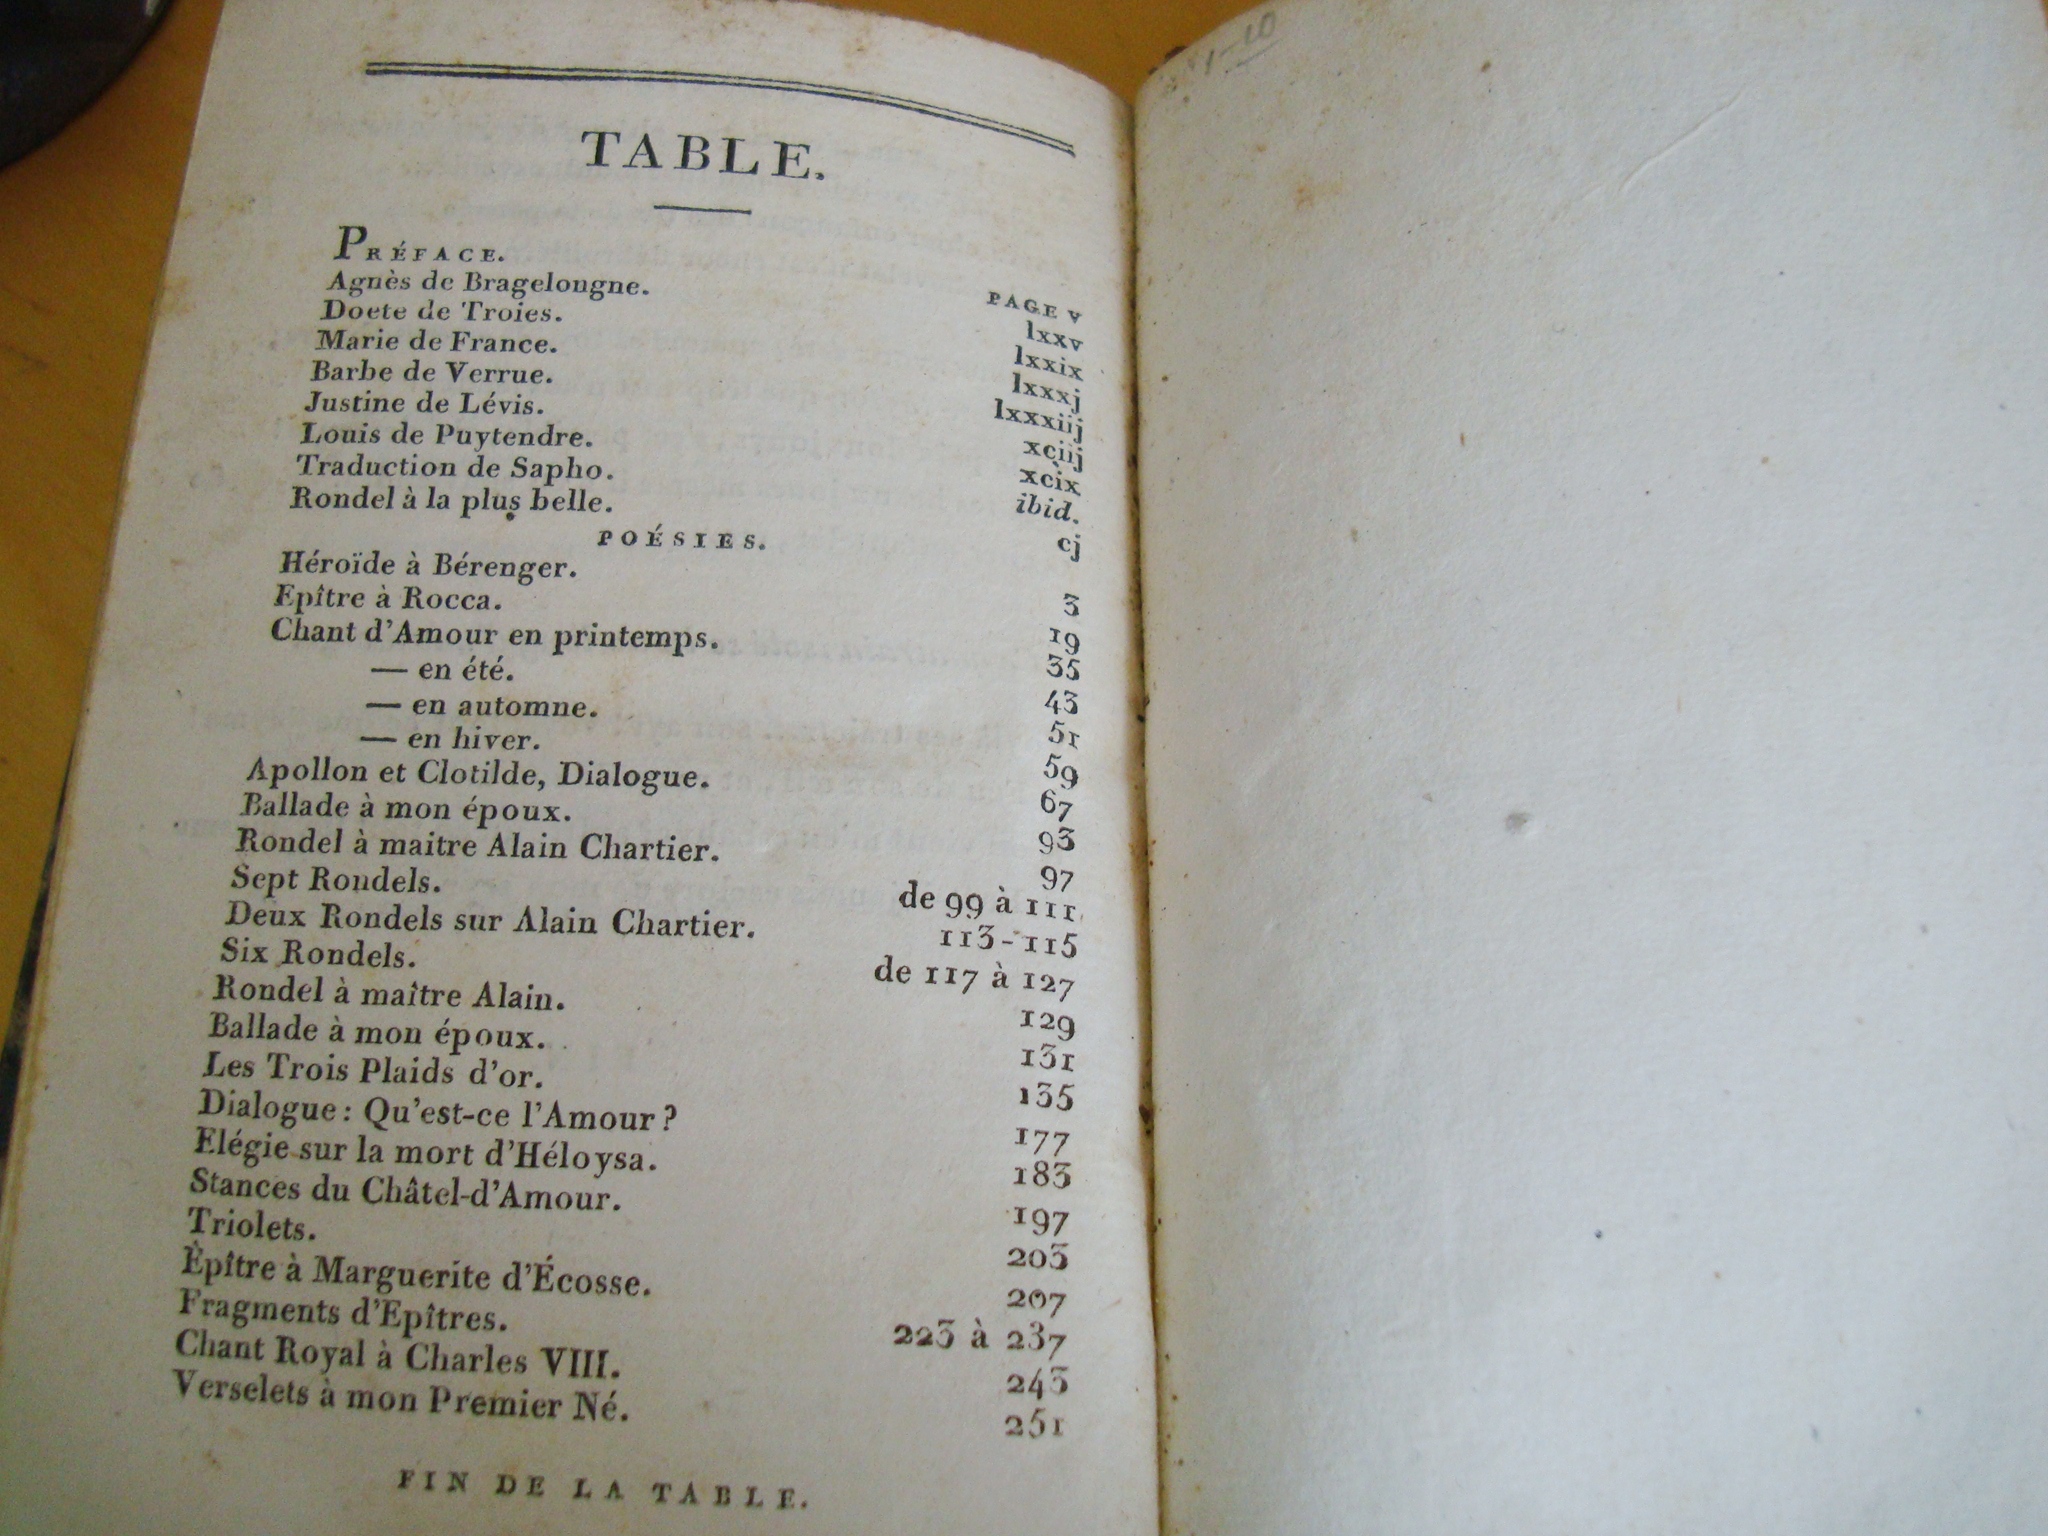 TABLE.
PRÉFACE. PAGE v
Agnès de Bragelongne. lxxv
Doete de Troies. lxxix
Marie de France. lxxxj
Barbe de Verrue. lxxxiij
Justine de Lévis. xciij
Louis de Puytendre. xcix
Traduction de Sapho. ibid.
Rondel à la plus belle. cj
POÉSIES.
Héroïde à Bérenger. 3
Epître à Rocca. 19
Chant d'Amour en printemps. 35
— en été. 43
— en automne. 51
— en hiver. 59
Apollon et Clotilde, Dialogue. 67
Ballade à mon époux. 93
Rondel à maitre Alain Chartier. 97
Sept Rondels. de 99 à 111
Deux Rondels sur Alain Chartier. 113-115
Six Rondels. de 117 à 127
Rondel à maître Alain. 129
Ballade à mon époux. 131
Les Trois Plaids d'or. 135
Dialogue: Qu'est-ce l'Amour? 177
Elégie sur la mort d'Héloysa. 183
Stances du Châtel-d'Amour. 197
Triolets. 203
Épître à Marguerite d'Écosse. 207
Fragments d'Epîtres. 223 à 237
Chant Royal à Charles VIII. 243
Verselets à mon Premier Né. 251
FIN DE LA TABLE.